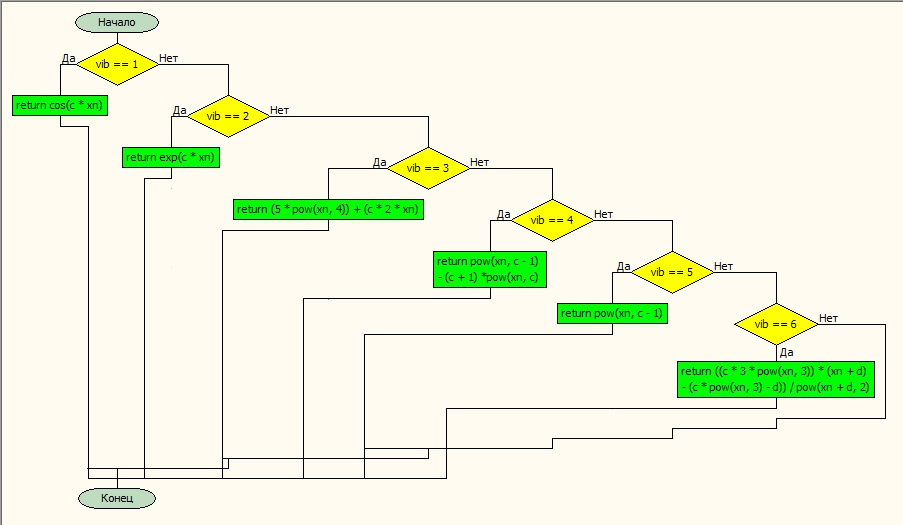 Начало
Да
vib == 1
Нет
return cos(c * xn)
Да
vib == 2
Нет
return exp(c * xn)
Да
vib == 3
Нет
return (5 * pow(xn, 4)) + (c * 2 * xn)
Да
vib == 4
Нет
return pow(xn, c - 1)
- (c + 1) *pow(xn, c)
Да
vib == 5
Нет
return pow(xn, c - 1)
vib == 6
Нет
Да
return ((c * 3 * pow(xn, 3)) * (xn + d)
- (c * pow(xn, 3) - d)) / pow(xn + d, 2)
Конец